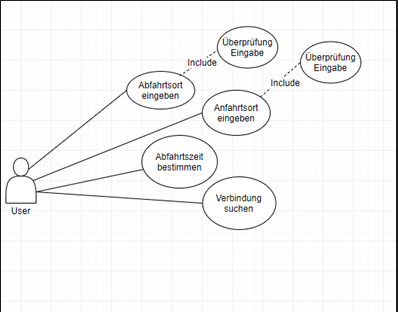 Überprüfung
Eingabe
Include
Überprüfung
Eingabe
Include
Abfahrtsort
eingeben
Anfahrtsort
eingeben
Abfahrtszeit
bestimmen
Verbindung
suchen
User